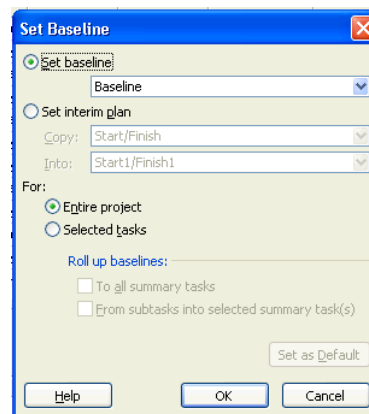 Set Baseline
Set baseline
Baseline
Set interim plan
Copy: Start/Finish
Into: Start1/Finish1
For:
Entire project
Selected tasks
Roll up baselines:
To all summary tasks
From subtasks into selected summary task(s)
Set as Default
Help OK Cancel